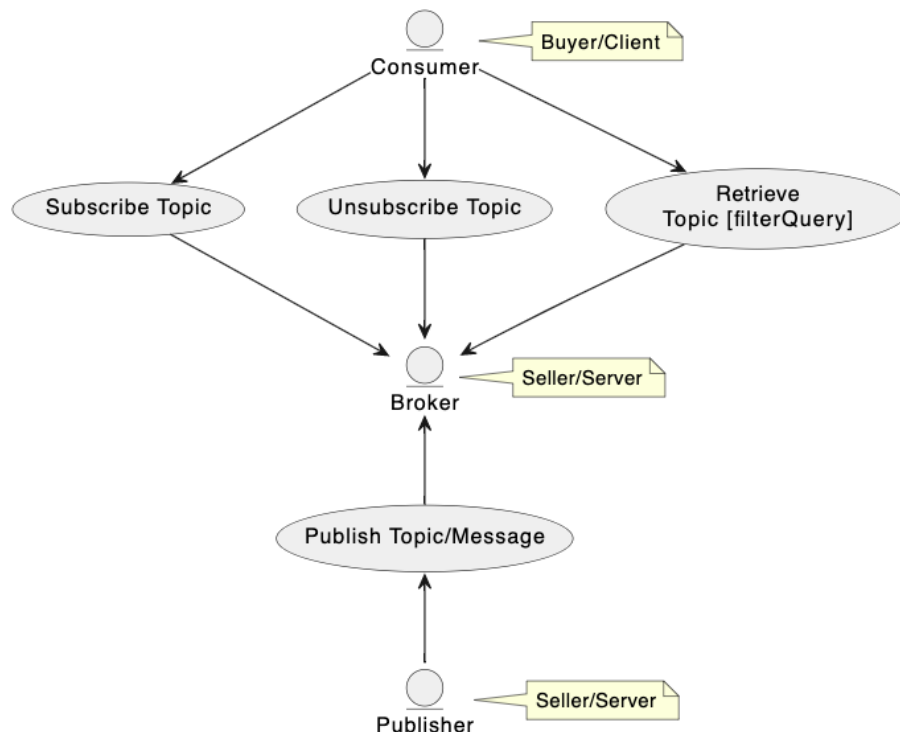 Buyer/Client
Consumer
Subscribe Topic
Unsubscribe Topic
Retrieve
Topic [filterQuery]
Seller/Server
Broker
Publish Topic/Message
Seller/Server
Publisher